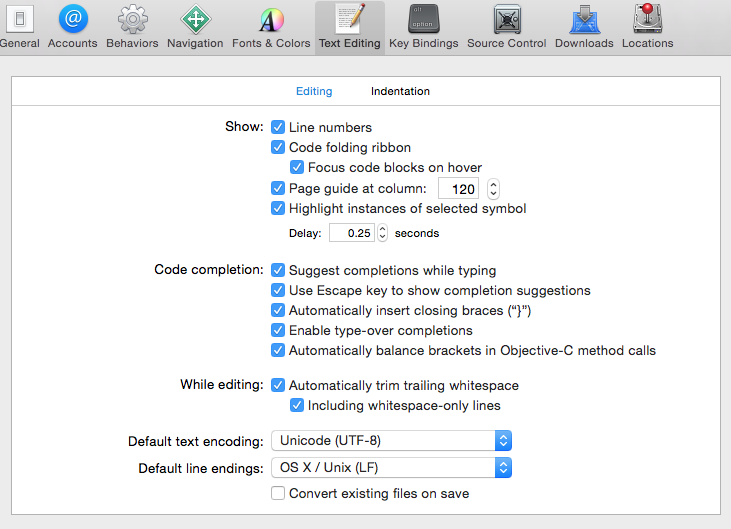 alt
option
General Accounts Behaviors Navigation Fonts & Colors Text Editing Key Bindings Source Control Downloads Locations
Editing Indentation
Show: Line numbers
Code folding ribbon
Focus code blocks on hover
Page guide at column: 120
Highlight instances of selected symbol
Delay: 0.25 seconds
Code completion: Suggest completions while typing
Use Escape key to show completion suggestions
Automatically insert closing braces (“}”)
Enable type-over completions
Automatically balance brackets in Objective-C method calls
While editing: Automatically trim trailing whitespace
Including whitespace-only lines
Default text encoding: Unicode (UTF-8)
Default line endings: OS X / Unix (LF)
Convert existing files on save